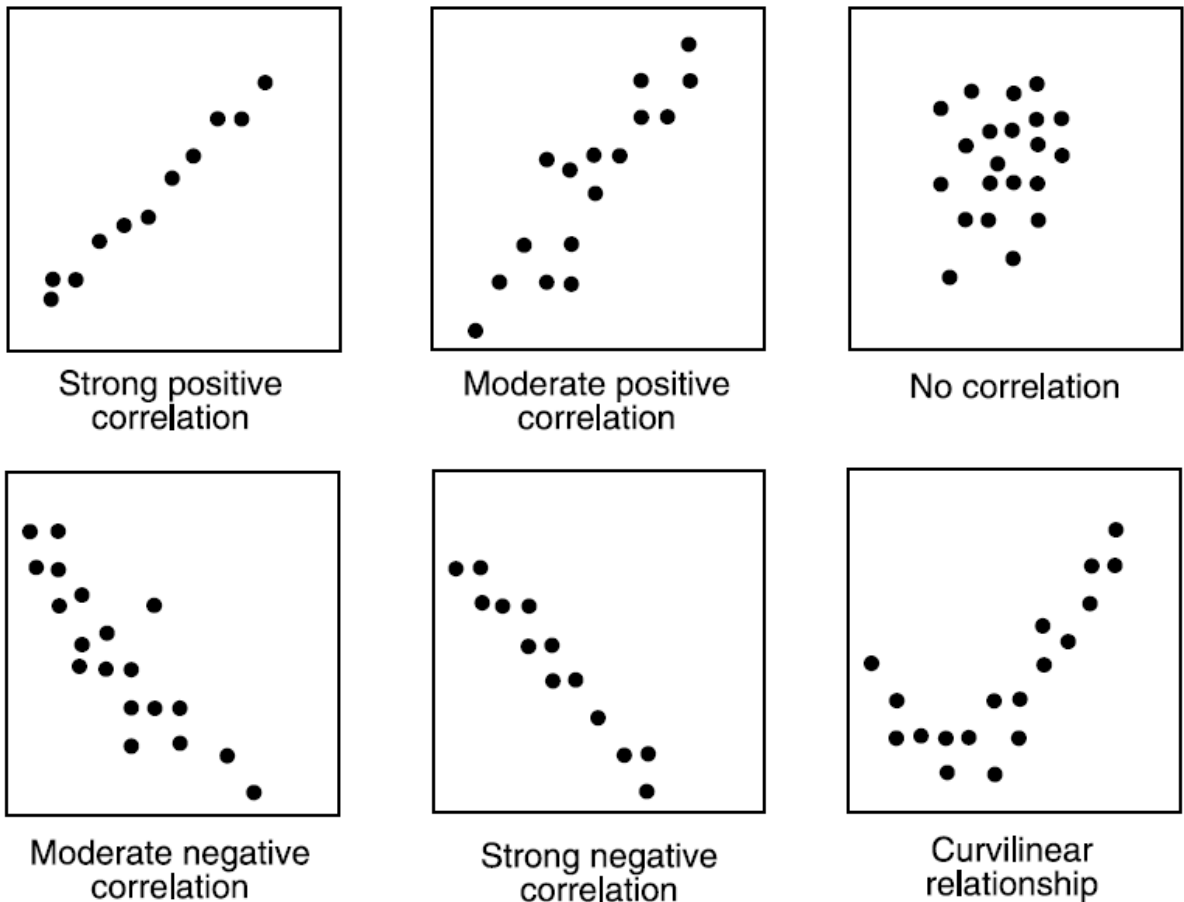 Strong positive
correlation
Moderate positive
correlation
No correlation
Moderate negative
correlation
Strong negative
correlation
Curvilinear
relationship